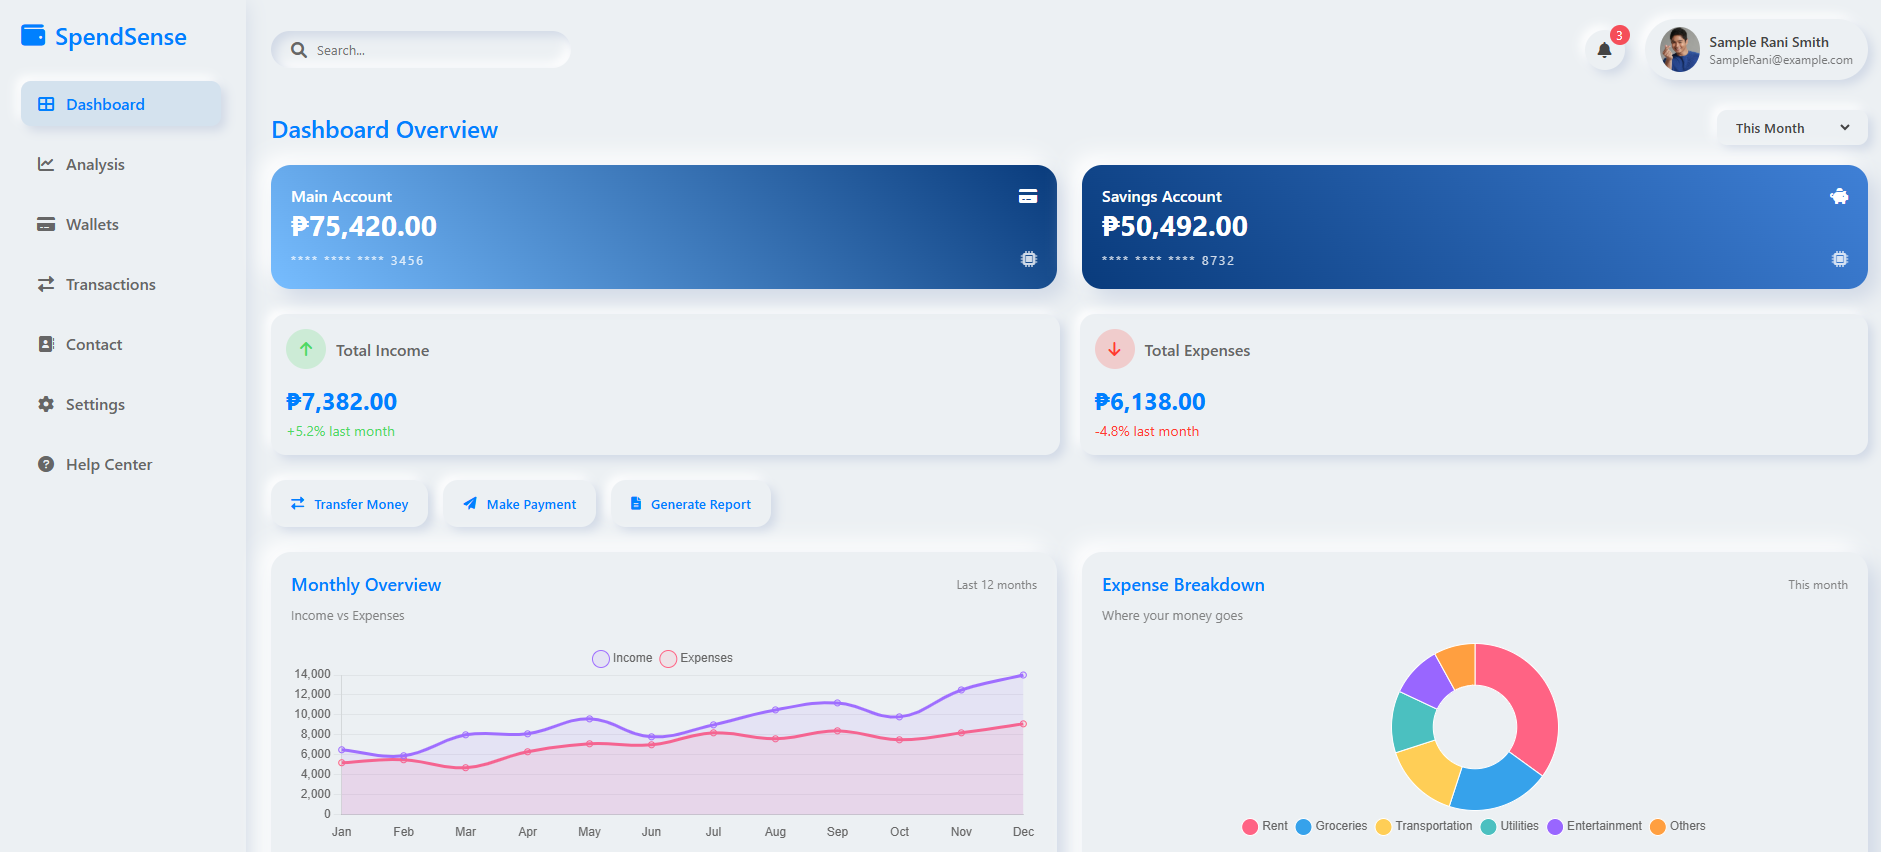 SpendSense
Search...
3
Sample Rani Smith
SampleRani@example.com
Dashboard
Analysis
Wallets
Transactions
Contact
Settings
Help Center
Dashboard Overview
This Month
Main Account
₱75,420.00
**** **** **** 3456
Savings Account
₱50,492.00
**** **** **** 8732
Total Income
₱7,382.00
+5.2% last month
Total Expenses
₱6,138.00
-4.8% last month
Transfer Money
Make Payment
Generate Report
Monthly Overview
Last 12 months
Income vs Expenses
Income Expenses
14,000
12,000
10,000
8,000
6,000
4,000
2,000
0
Jan Feb Mar Apr May Jun Jul Aug Sep Oct Nov Dec
Expense Breakdown
This month
Where your money goes
Rent Groceries Transportation Utilities Entertainment Others